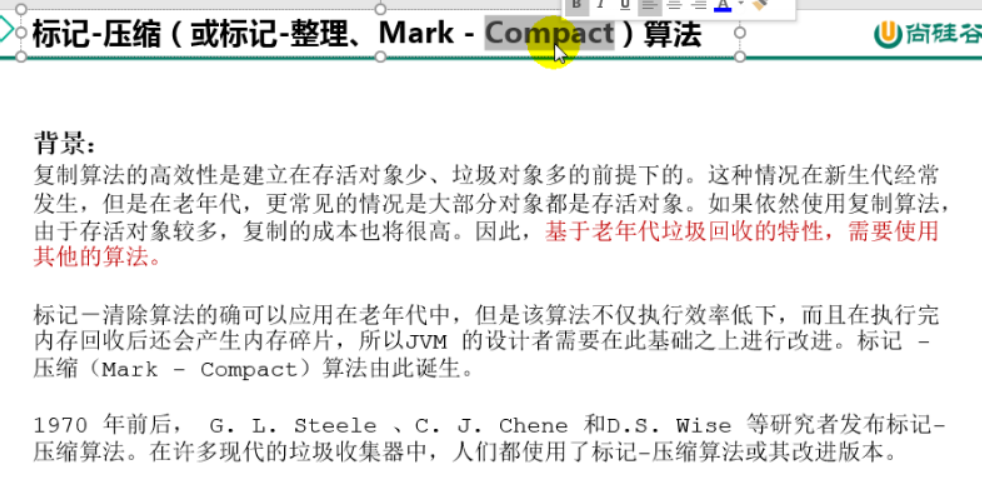 B I U A
标记-压缩（或标记-整理、Mark - Compact）算法
尚硅谷
背景：
复制算法的高效性是建立在存活对象少、垃圾对象多的前提下的。这种情况在新生代经常
发生，但是在老年代，更常见的情况是大部分对象都是存活对象。如果依然使用复制算法，
由于存活对象较多，复制的成本也将很高。因此，基于老年代垃圾回收的特性，需要使用
其他的算法。
标记－清除算法的确可以应用在老年代中，但是该算法不仅执行效率低下，而且在执行完
内存回收后还会产生内存碎片，所以JVM 的设计者需要在此基础之上进行改进。标记 -
压缩（Mark - Compact）算法由此诞生。
1970 年前后， G. L. Steele 、C. J. Chene 和D.S. Wise 等研究者发布标记-
压缩算法。在许多现代的垃圾收集器中，人们都使用了标记-压缩算法或其改进版本。